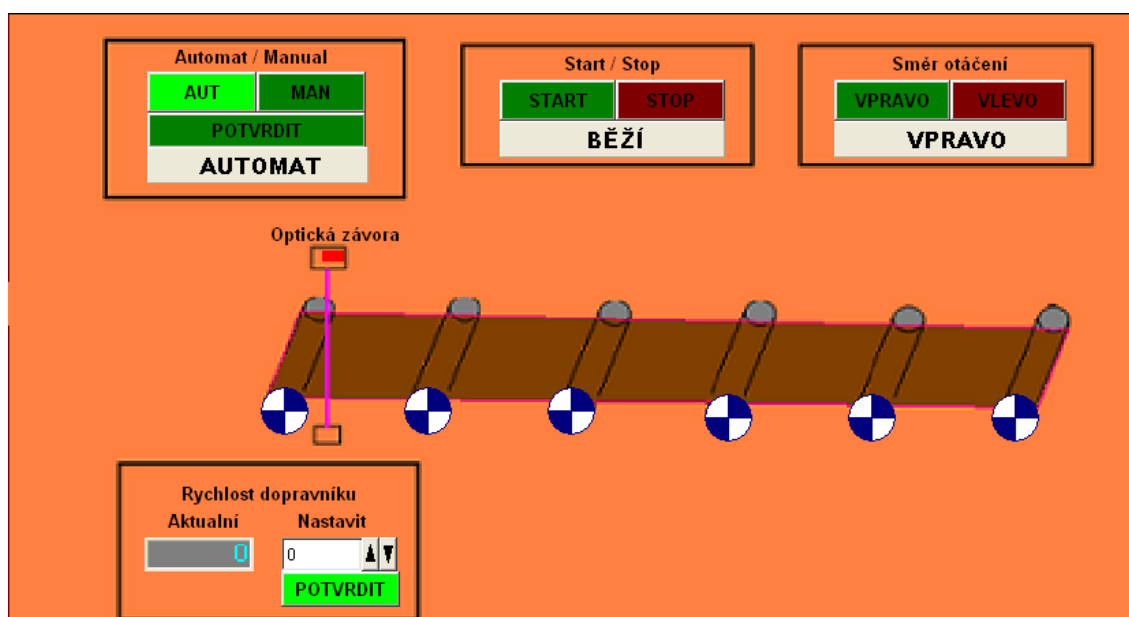 Automat / Manual
AUT MAN
POTVRDIT
AUTOMAT
Start / Stop
START STOP
BĚŽÍ
Směr otáčení
VPRAVO VLEVO
VPRAVO
Optická závora
Rychlost dopravníku
Aktualní Nastavit
0 0
POTVRDIT